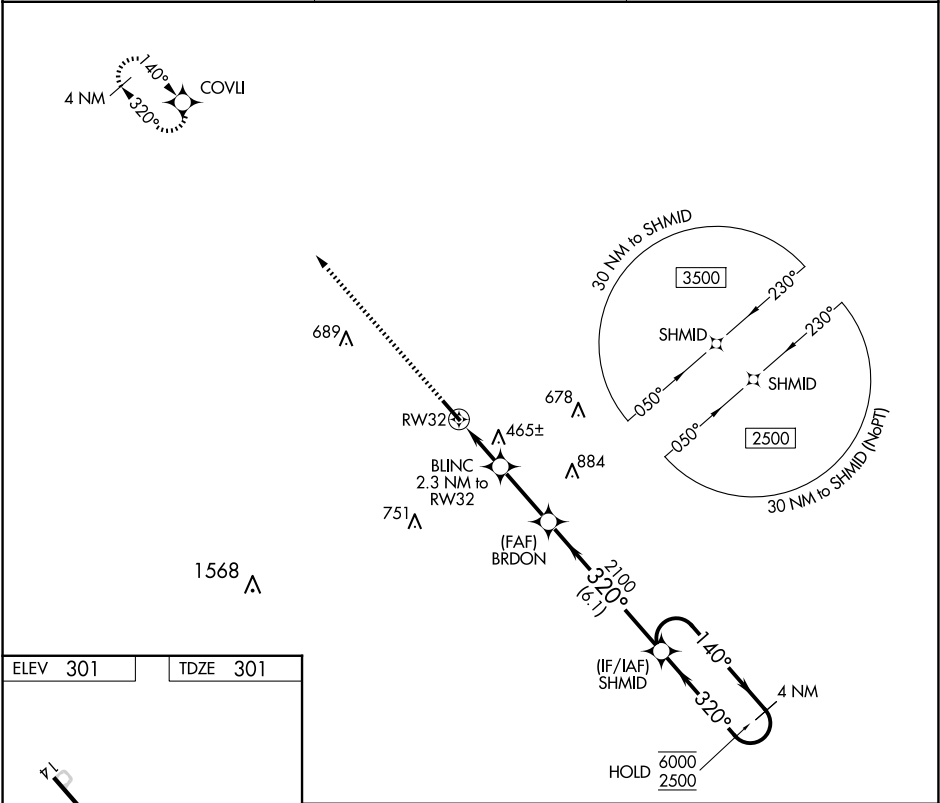 140°
COVLI
4 NM
320°
30 NM to SHMID
3500
230°
SHMID
050°
230°
SHMID
050°
2500
30 NM to SHMID (NoPT)
689
678
RW32
465±
BLINC
2.3 NM to
RW32
884
751
(FAF)
BRDON
1568
2100
320°
(6.1)
(IF/IAF)
SHMID
140°
4 NM
320°
HOLD
6000
2500
ELEV 301
TDZE 301
14
P